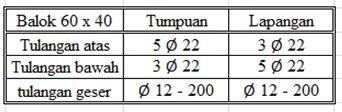 Balok 60 x 40 Tumpuan Lapangan
Tulangan atas 5 Ø 22 3 Ø 22
Tulangan bawah 3 Ø 22 5 Ø 22
tulangan geser Ø 12 - 200 Ø 12 - 200